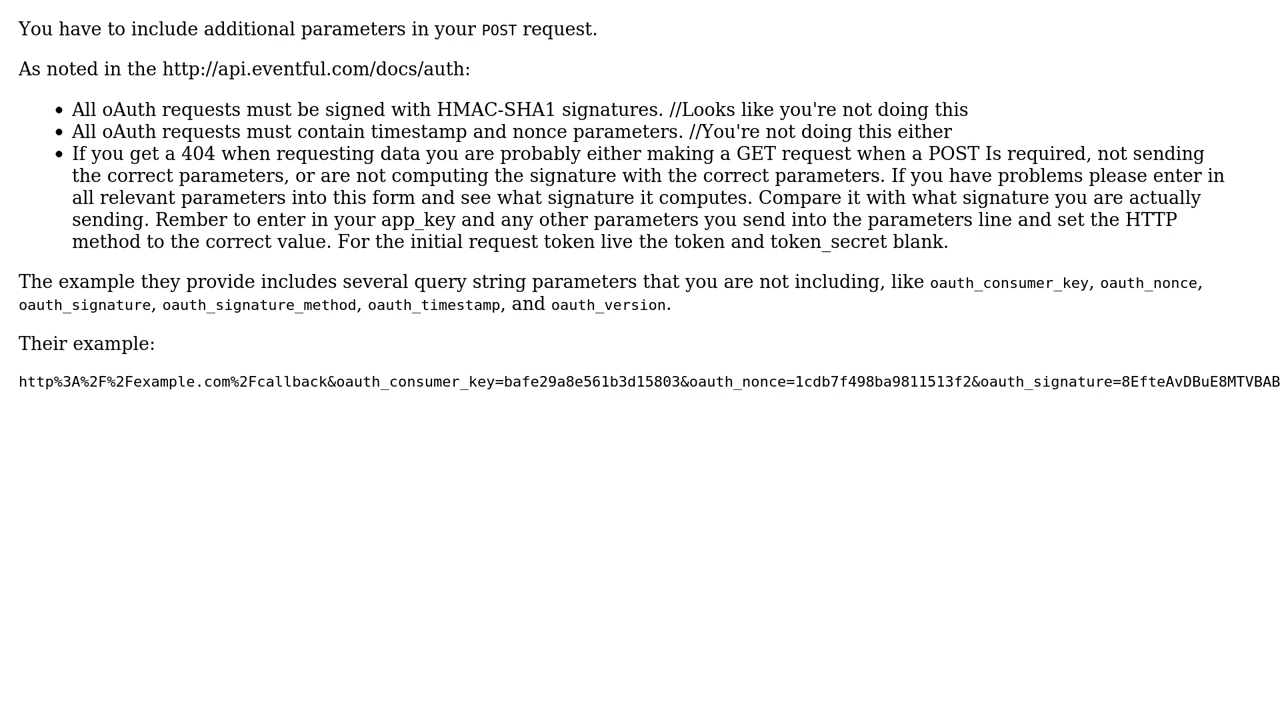 You have to include additional parameters in your POST request.
As noted in the http://api.eventful.com/docs/auth:
• All oAuth requests must be signed with HMAC-SHA1 signatures. //Looks like you're not doing this
• All oAuth requests must contain timestamp and nonce parameters. //You're not doing this either
• If you get a 404 when requesting data you are probably either making a GET request when a POST Is required, not sending
the correct parameters, or are not computing the signature with the correct parameters. If you have problems please enter in
all relevant parameters into this form and see what signature it computes. Compare it with what signature you are actually
sending. Rember to enter in your app_key and any other parameters you send into the parameters line and set the HTTP
method to the correct value. For the initial request token live the token and token_secret blank.
The example they provide includes several query string parameters that you are not including, like oauth_consumer_key, oauth_nonce,
oauth_signature, oauth_signature_method, oauth_timestamp, and oauth_version.
Their example:
http%3A%2F%2Fexample.com%2Fcallback&oauth_consumer_key=bafe29a8e561b3d15803&oauth_nonce=1cdb7f498ba9811513f2&oauth_signature=8EfteAvDBuE8MTVBAB